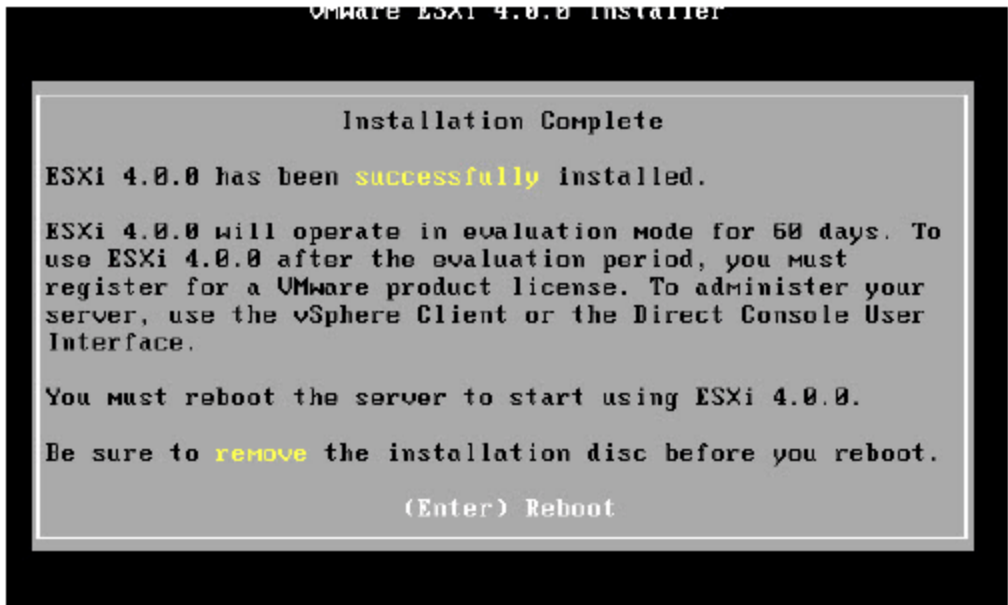 VMware ESXi 4.0.0 Installer
Installation Complete
ESXi 4.0.0 has been successfully installed.
ESXi 4.0.0 will operate in evaluation mode for 60 days. To
use ESXi 4.0.0 after the evaluation period, you must
register for a VMware product license. To administer your
server, use the vSphere Client or the Direct Console User
Interface.
You must reboot the server to start using ESXi 4.0.0.
Be sure to remove the installation disc before you reboot.
(Enter) Reboot